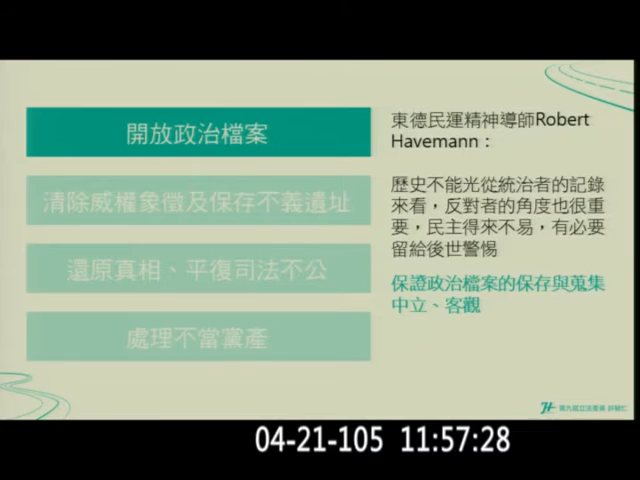 開放政治檔案
清除威權象徵及保存不義遺址
還原真相、平復司法不公
處理不當黨產
東德民運精神導師Robert
Havemann：
歷史不能光從統治者的記錄
來看，反對者的角度也很重
要，民主得來不易，有必要
留給後世警惕
保證政治檔案的保存與蒐集
中立、客觀
04-21-105 11:57:28